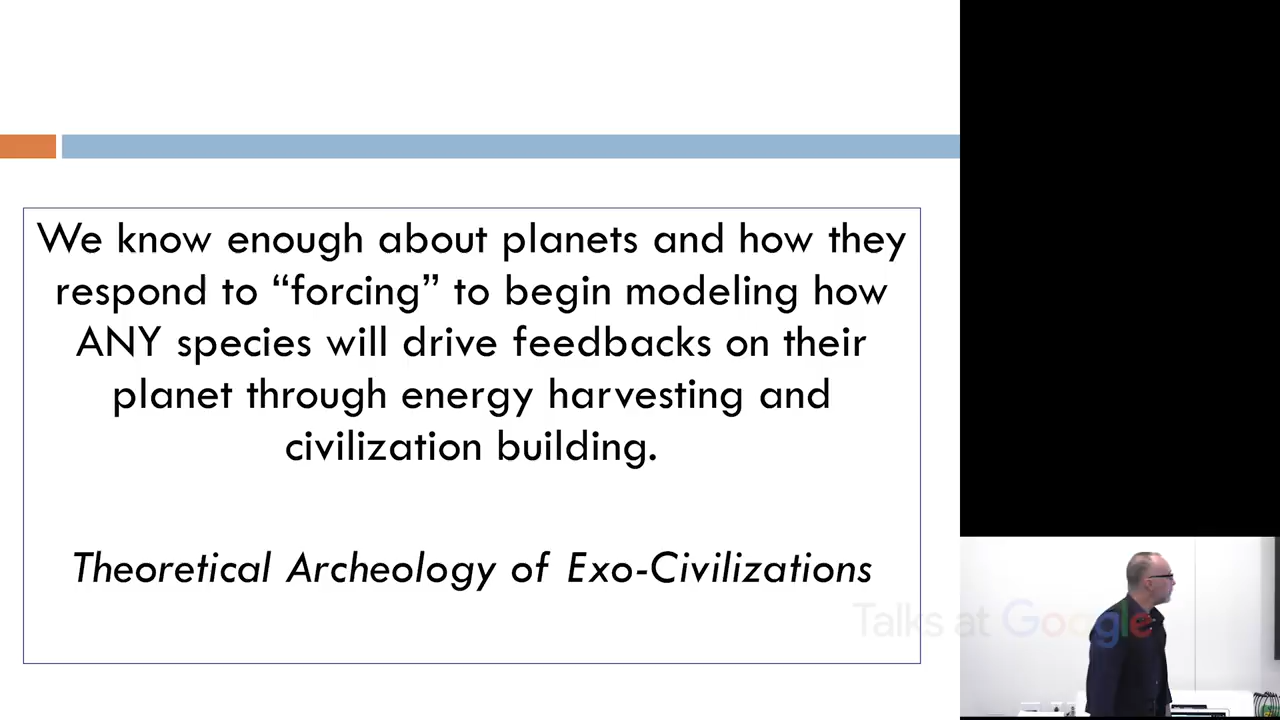 We know enough about planets and how they
respond to “forcing” to begin modeling how
ANY species will drive feedbacks on their
planet through energy harvesting and
civilization building.
Theoretical Archeology of Exo-Civilizations
Talks at Google